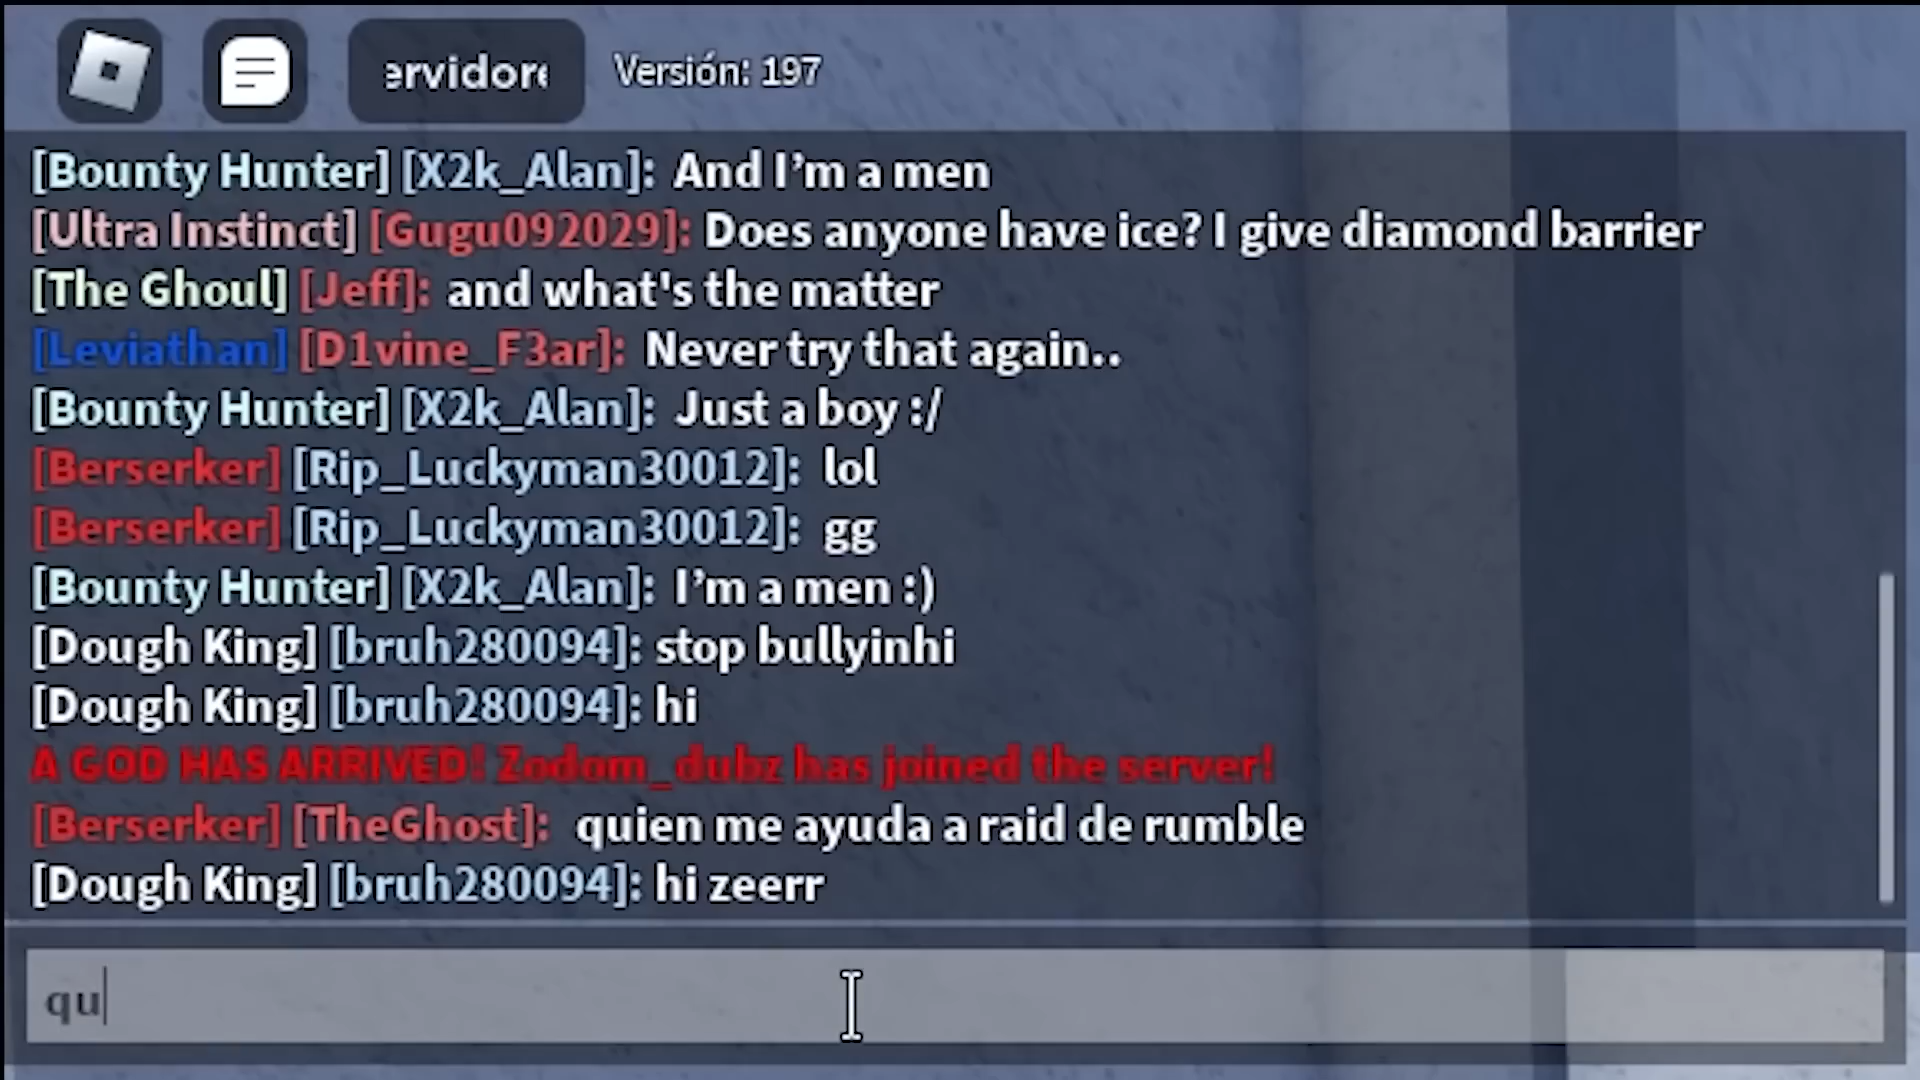 ervidore
Versión: 197
[Bounty Hunter] [X2k_Alan]: And I’m a men
[Ultra Instinct] [Gugu092029]: Does anyone have ice? I give diamond barrier
[The Ghoul] [Jeff]: and what's the matter
[Leviathan] [D1vine_F3ar]: Never try that again..
[Bounty Hunter] [X2k_Alan]: Just a boy :/
[Berserker] [Rip_Luckyman30012]: lol
[Berserker] [Rip_Luckyman30012]: gg
[Bounty Hunter] [X2k_Alan]: I’m a men :)
[Dough King] [bruh280094]: stop bullyinhi
[Dough King] [bruh280094]: hi
A GOD HAS ARRIVED! Zodom_dubz has joined the server!
[Berserker] [TheGhost]: quien me ayuda a raid de rumble
[Dough King] [bruh280094]: hi zeerr
qu